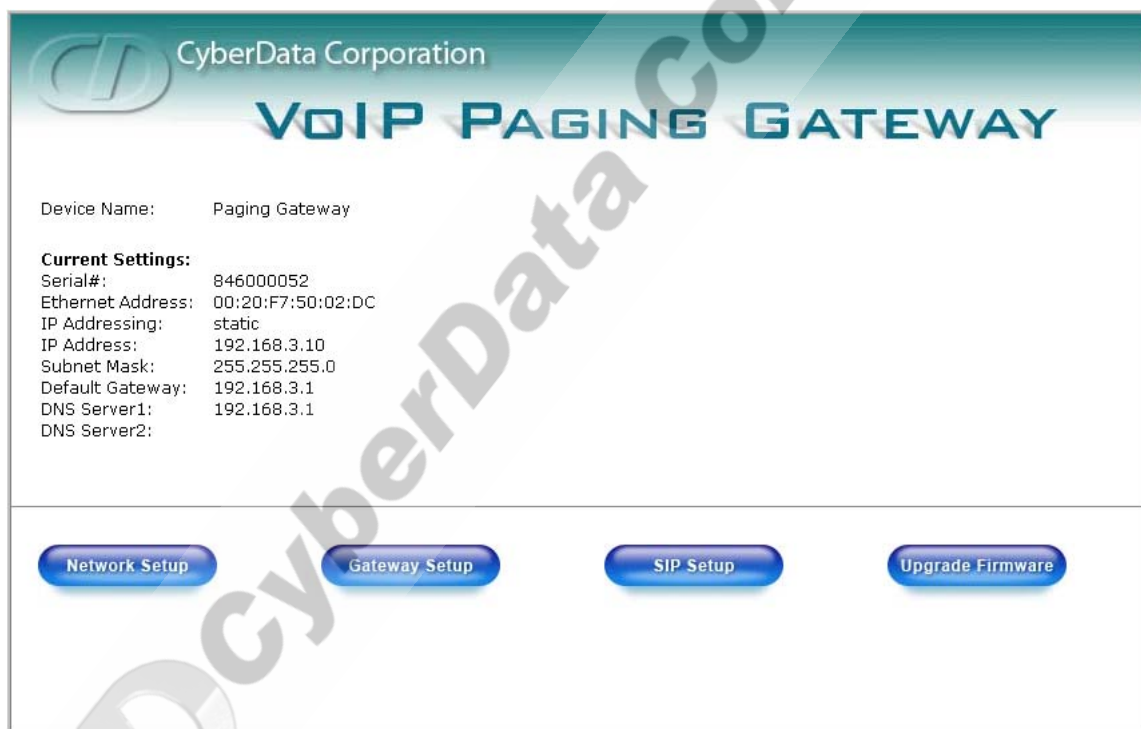 CyberData Corporation
VoIP Paging Gateway
Device Name: Paging Gateway
Current Settings:
Serial#: 846000052
Ethernet Address: 00:20:F7:50:02:DC
IP Addressing: static
IP Address: 192.168.3.10
Subnet Mask: 255.255.255.0
Default Gateway: 192.168.3.1
DNS Server1: 192.168.3.1
DNS Server2:
Network Setup
Gateway Setup
SIP Setup
Upgrade Firmware
CyberData Co